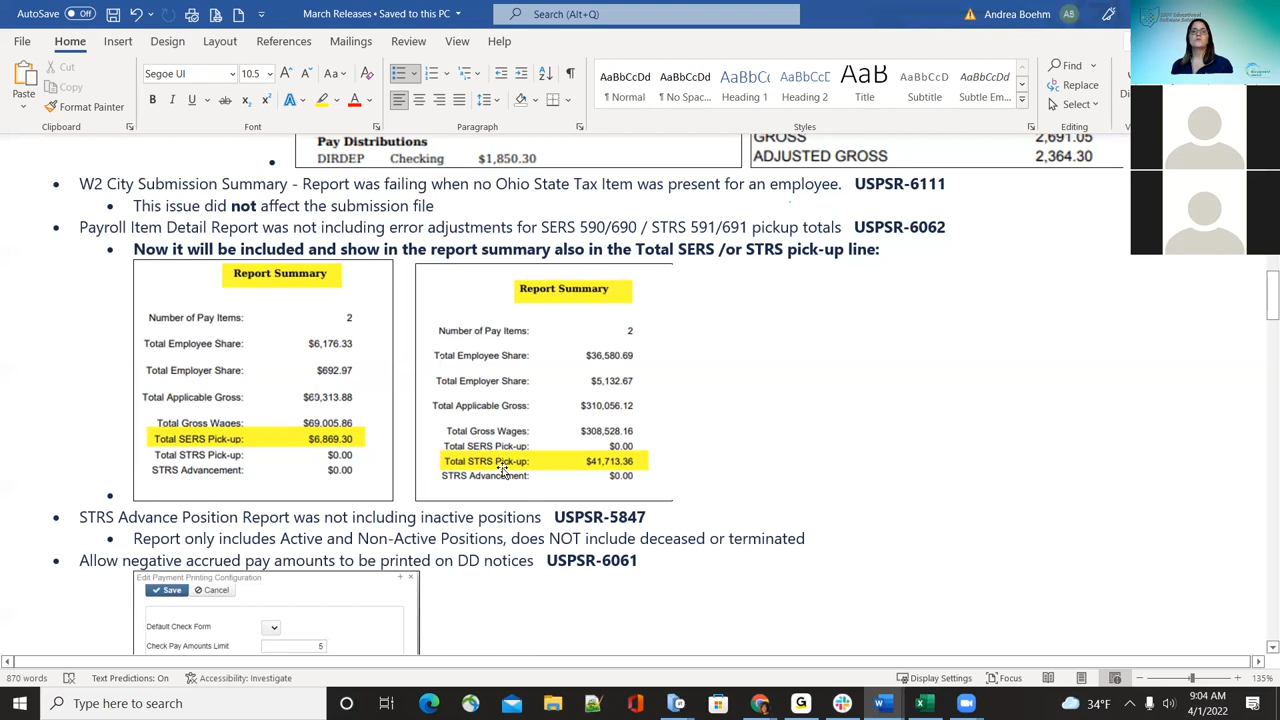 AutoSave Off
March Releases - Saved to this PC
Search (Alt+Q)
Andrea Boehm AB
File Home Insert Design Layout References Mailings Review View Help
Paste
Cut
Copy
Format Painter
Clipboard
Segoe UI 10.5
Font
Paragraph
AaBbCcDd AaBbCcDd AaBbCc AaBbCcD AaB AaBbCcD AaBbCcDd
¶ Normal ¶ No Spac... Heading 1 Heading 2 Title Subtitle Subtle Em...
Styles
Find
Replace
Select
Editing
Pay Distributions
DIRDEP Checking $1,850.30
GROSS 2,691.05
ADJUSTED GROSS 2,364.30
• W2 City Submission Summary - Report was failing when no Ohio State Tax Item was present for an employee. USPSR-6111
• This issue did not affect the submission file
• Payroll Item Detail Report was not including error adjustments for SERS 590/690 / STRS 591/691 pickup totals USPSR-6062
• Now it will be included and show in the report summary also in the Total SERS /or STRS pick-up line:
Report Summary
Number of Pay Items: 2
Total Employee Share: $6,176.33
Total Employer Share: $692.97
Total Applicable Gross: $69,313.88
Total Gross Wages: $69,005.86
Total SERS Pick-up: $6,869.30
Total STRS Pick-up: $0.00
STRS Advancement: $0.00
Report Summary
Number of Pay Items: 2
Total Employee Share: $36,580.69
Total Employer Share: $5,132.67
Total Applicable Gross: $310,056.12
Total Gross Wages: $308,528.16
Total SERS Pick-up: $0.00
Total STRS Pick-up: $41,713.36
STRS Advancement: $0.00
• STRS Advance Position Report was not including inactive positions USPSR-5847
• Report only includes Active and Non-Active Positions, does NOT include deceased or terminated
• Allow negative accrued pay amounts to be printed on DD notices USPSR-6061
Edit Payment Printing Configuration
Save Cancel
Default Check Form
Check Pay Amounts Limit 5
870 words Text Predictions: On Accessibility: Investigate Display Settings Focus 135%
Type here to search
34°F
9:04 AM
4/1/2022